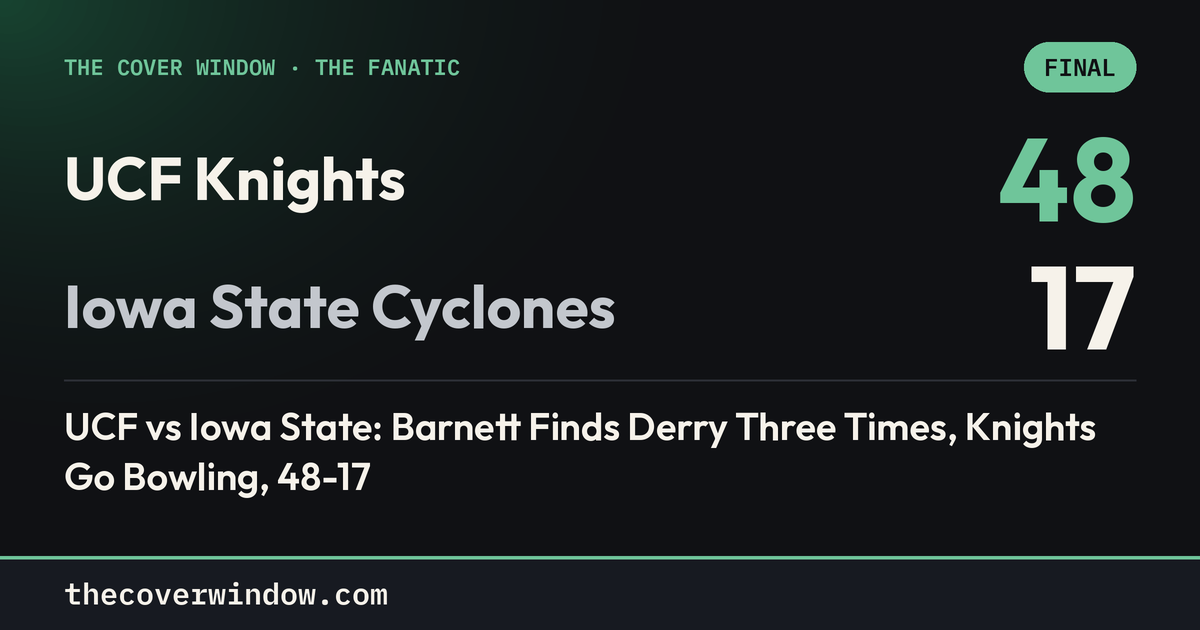 THE COVER WINDOW · THE FANATIC
FINAL
UCF Knights
48
Iowa State Cyclones
17
UCF vs Iowa State: Barnett Finds Derry Three Times, Knights
Go Bowling, 48-17
thecoverwindow.com